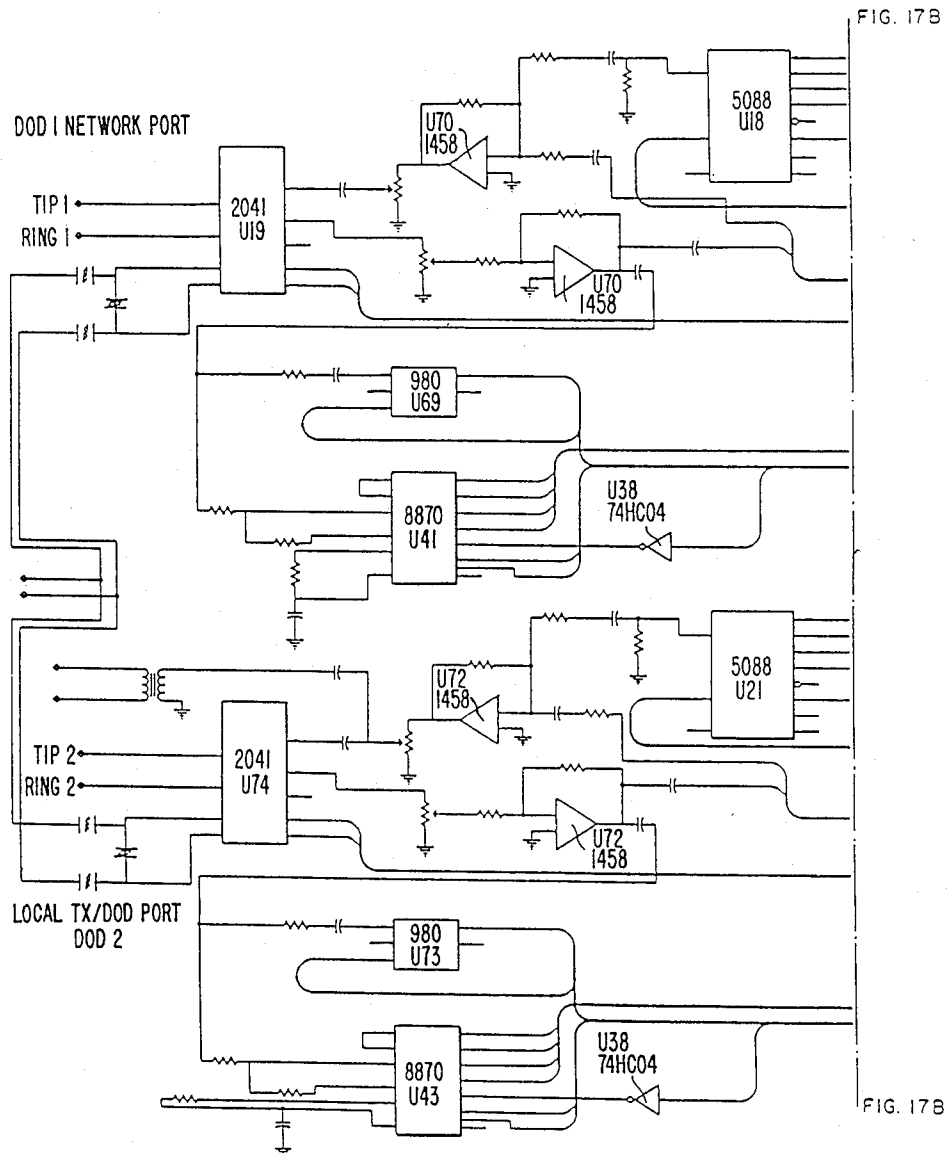 FIG. 17B
DOD 1 NETWORK PORT
5088
U18
U70
1458
2041
U19
TIP 1
RING 1
U70
1458
980
U69
U38
74HC04
8870
U41
5088
U21
U72
1458
2041
U74
TIP 2
RING 2
U72
1458
LOCAL TX/DOD PORT
DOD 2
980
U73
U38
74HC04
8870
U43
FIG. 17B